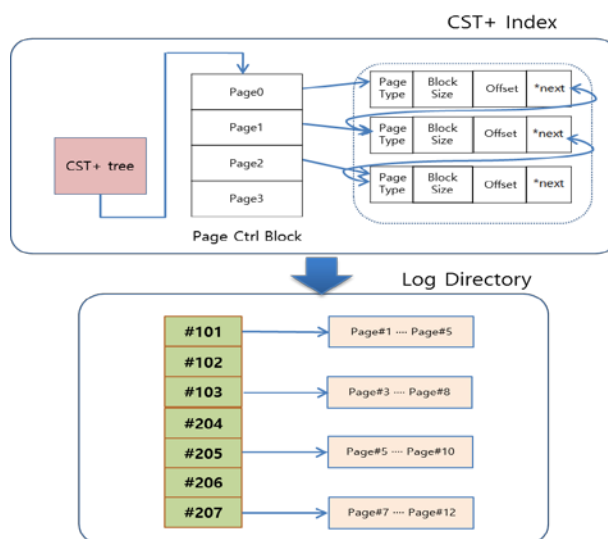 CST+ Index
CST+ tree
Page0
Page1
Page2
Page3
Page Ctrl Block
Page Type
Block Size
Offset
*next
Page Type
Block Size
Offset
*next
Page Type
Block Size
Offset
*next
Log Directory
#101
Page#1 ···· Page#5
#102
#103
Page#3 ···· Page#8
#204
#205
Page#5 ···· Page#10
#206
#207
Page#7 ···· Page#12